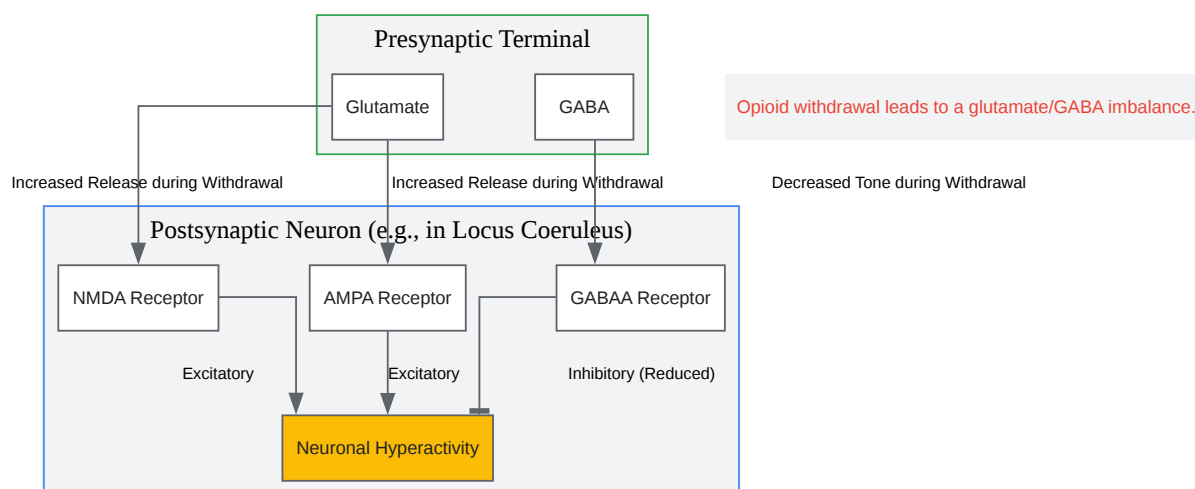 Presynaptic Terminal
Glutamate
GABA
Opioid withdrawal leads to a glutamate/GABA imbalance.
Increased Release during Withdrawal
Increased Release during Withdrawal
Decreased Tone during Withdrawal
Postsynaptic Neuron (e.g., in Locus Coeruleus)
NMDA Receptor
AMPA Receptor
GABAA Receptor
Excitatory
Excitatory
Inhibitory (Reduced)
Neuronal Hyperactivity